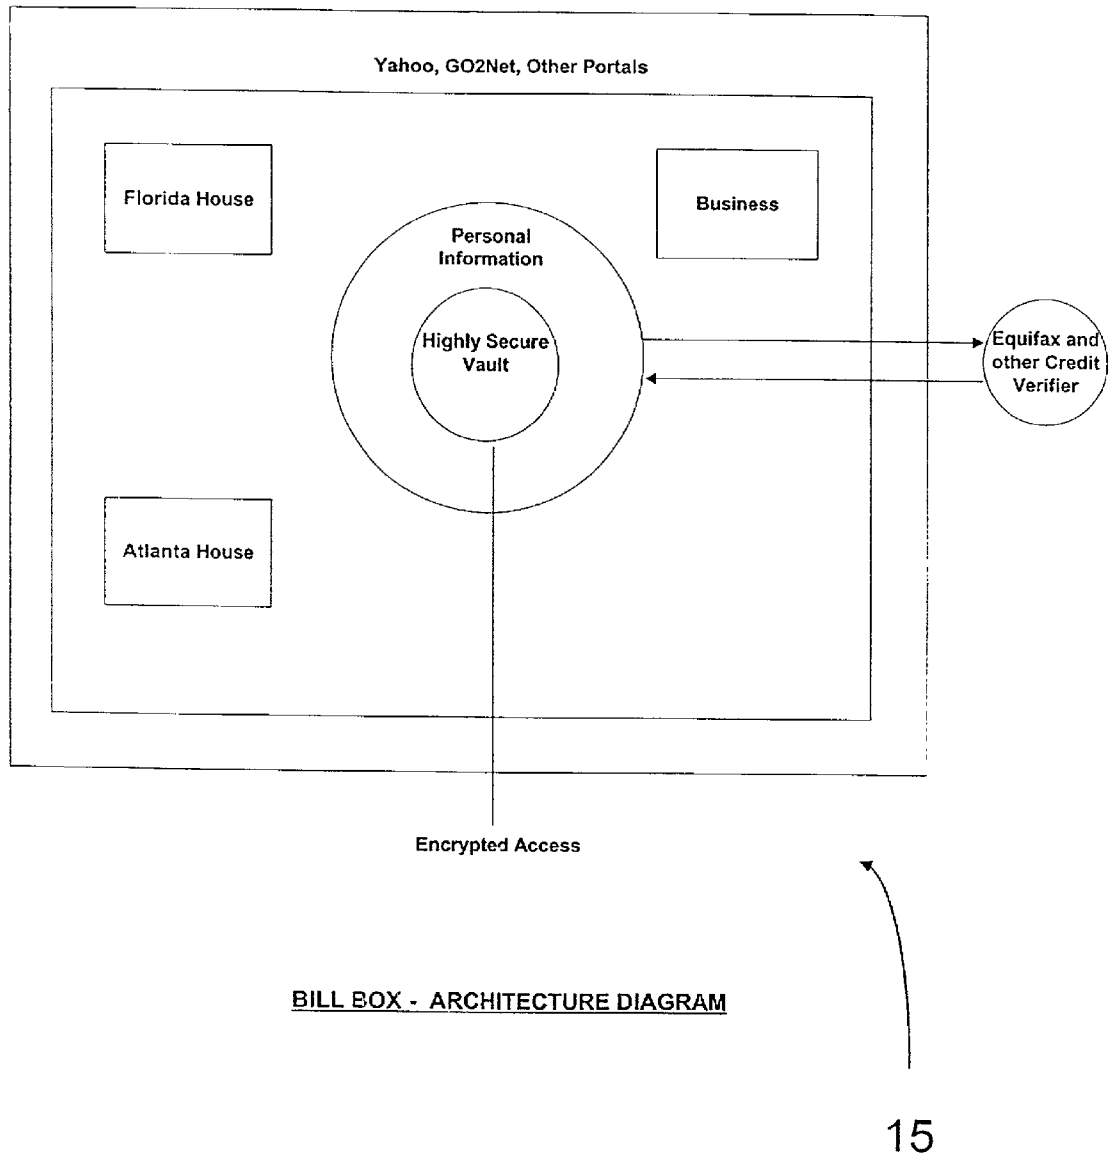 Yahoo, GO2Net, Other Portals
Florida House
Business
Personal
Information
Highly Secure
Vault
Equifax and
other Credit
Verifier
Atlanta House
Encrypted Access
BILL BOX - ARCHITECTURE DIAGRAM
15